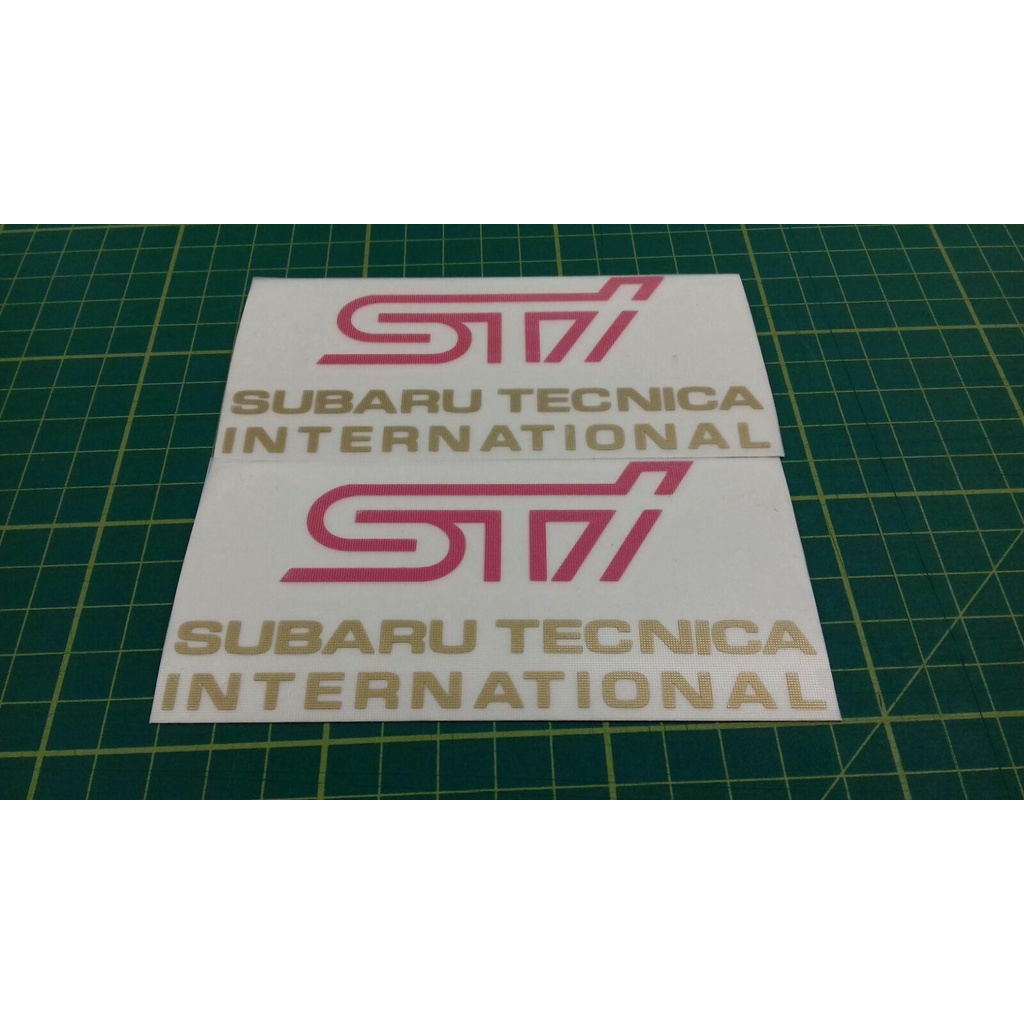 STi
SUBARU TECNICA
INTERNATIONAL
STi
SUBARU TECNICA
INTERNATIONAL